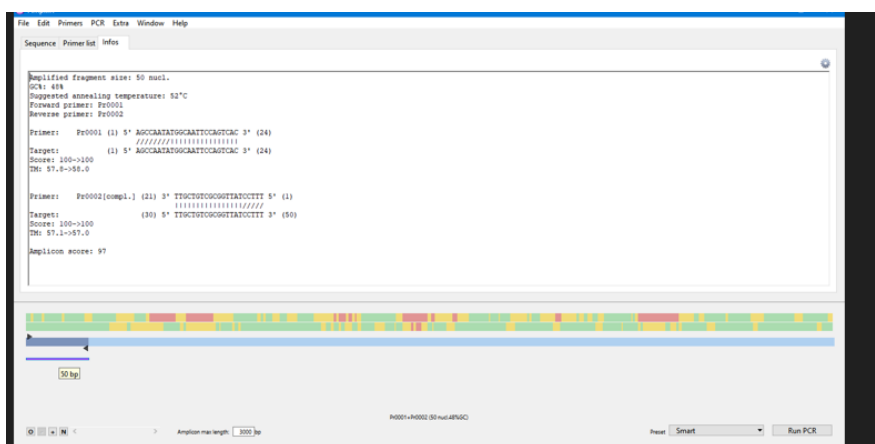 File Edit Primers PCR Extra Window Help
Sequence Primer list Infos
Amplified fragment size: 50 nucl.
GC%: 48%
Suggested annealing temperature: 52°C
Forward primer: Pr0001
Reverse primer: Pr0002
Primer: Pr0001 (1) 5' AGCCAATATGGCAATTCCAGTCAC 3' (24)
////////||||||||||||||||
Target: (1) 5' AGCCAATATGGCAATTCCAGTCAC 3' (24)
Score: 100->100
TM: 57.8->58.0
Primer: Pr0002[compl.] (21) 3' TTGCTGTCGCGGTTATCCTTT 5' (1)
||||||||||||||||/////
Target: (30) 5' TTGCTGTCGCGGTTATCCTTT 3' (50)
Score: 100->100
TM: 57.1->57.0
Amplicon score: 97
50 bp
Pr0001+Pr0002 (50 nucl.48%GC)
O + N < > Amplicon max length: 3000 bp Preset Smart Run PCR